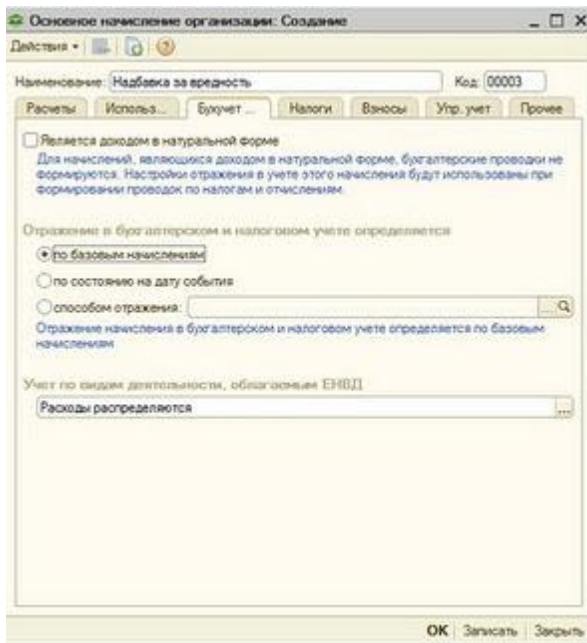 Основное начисление организации: Создание
Действия
Наименование: Надбавка за вредность Код: 00003
Расчеты Использ... Бухучет ... Налоги Взносы Упр. учет Прочее
Является доходом в натуральной форме
Для начислений, являющихся доходом в натуральной форме, бухгалтерские проводки не
формируются. Настройки отражения в учете этого начисления будут использованы при
формировании проводок по налогам и отчислениям.
Отражение в бухгалтерском и налоговом учете определяется
по базовым начислениям
по состоянию на дату события
способом отражения: ...
Отражение начисления в бухгалтерском и налоговом учете определяется по базовым
начислениям
Учет по видам деятельности, облагаемым ЕНВД
Расходы распределяются ...
OK Записать Закрыть